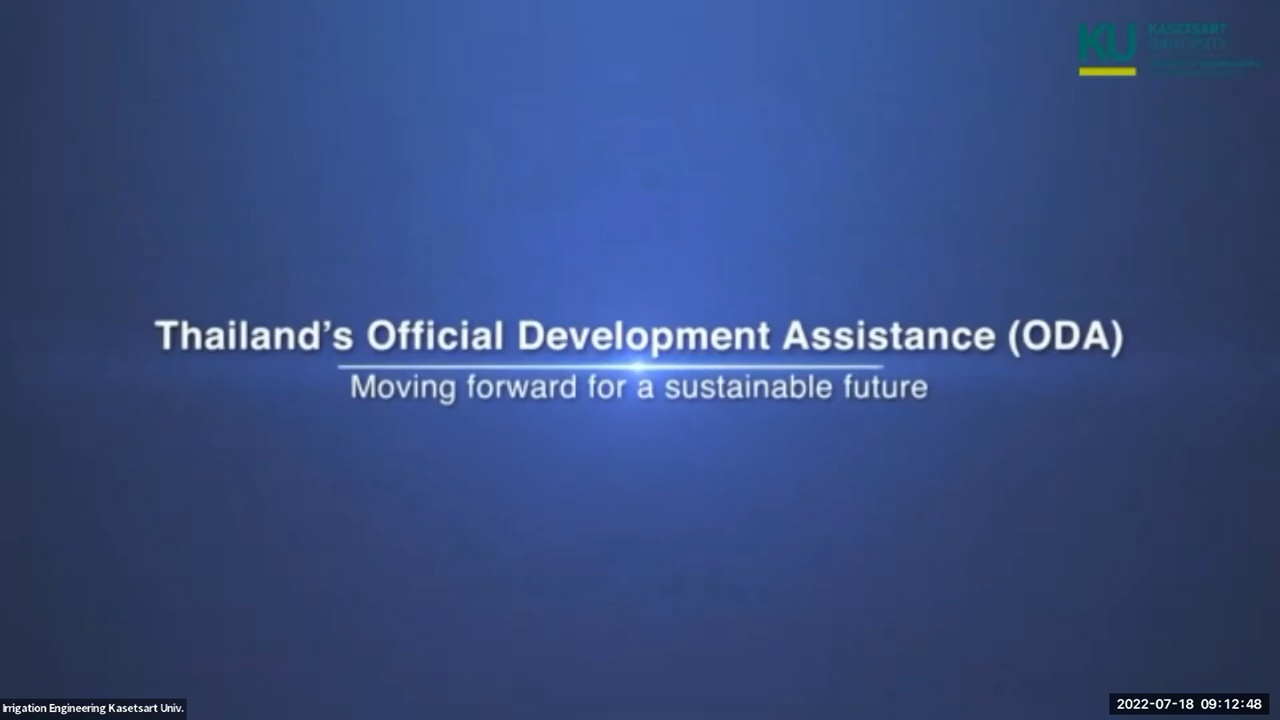 KU KASETSART
UNIVERSITY
Thailand's Official Development Assistance (ODA)
Moving forward for a sustainable future
Irrigation Engineering Kasetsart Univ.
2022-07-18 09:12:48